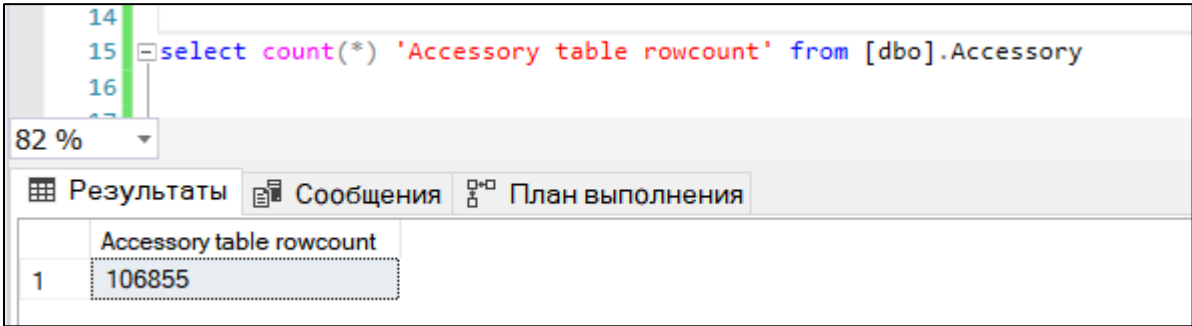 14
15 select count(*) 'Accessory table rowcount' from [dbo].Accessory
16
82 %
Результаты Сообщения План выполнения
Accessory table rowcount
1 106855